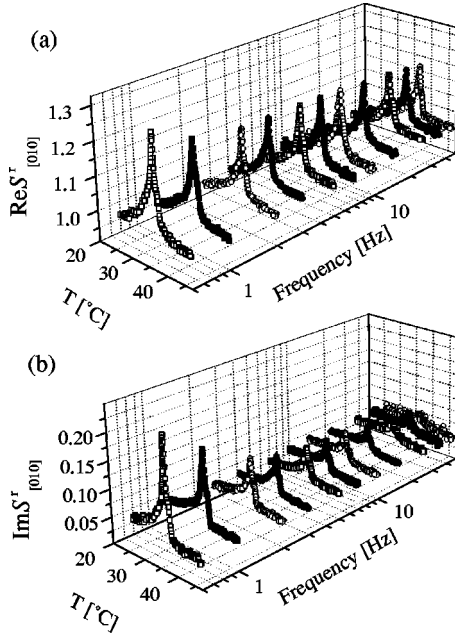 (a)
1.3
1.2
1.1
1.0
ReS^r [010]
20
30
40
T [°C]
1
10
Frequency [Hz]
(b)
0.20
0.15
0.10
0.05
ImS^r [010]
20
30
40
T [°C]
1
10
Frequency [Hz]